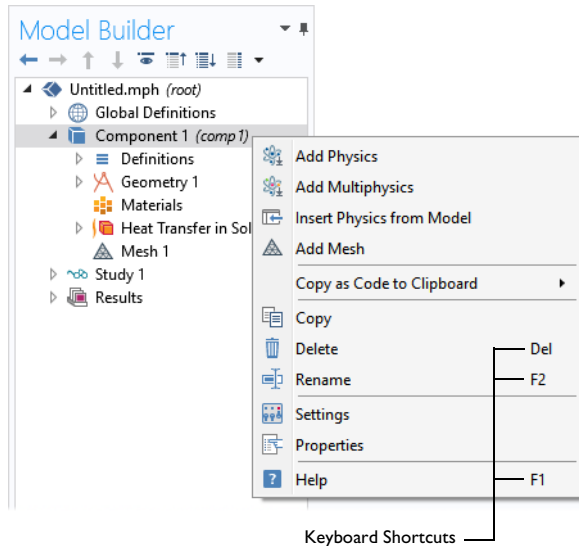 Model Builder
Untitled.mph (root)
Global Definitions
Component 1 (comp1)
Definitions
Geometry 1
Materials
Heat Transfer in Sol
Mesh 1
Study 1
Results
Add Physics
Add Multiphysics
Insert Physics from Model
Add Mesh
Copy as Code to Clipboard
Copy
Delete Del
Rename F2
Settings
Properties
? Help F1
Keyboard Shortcuts